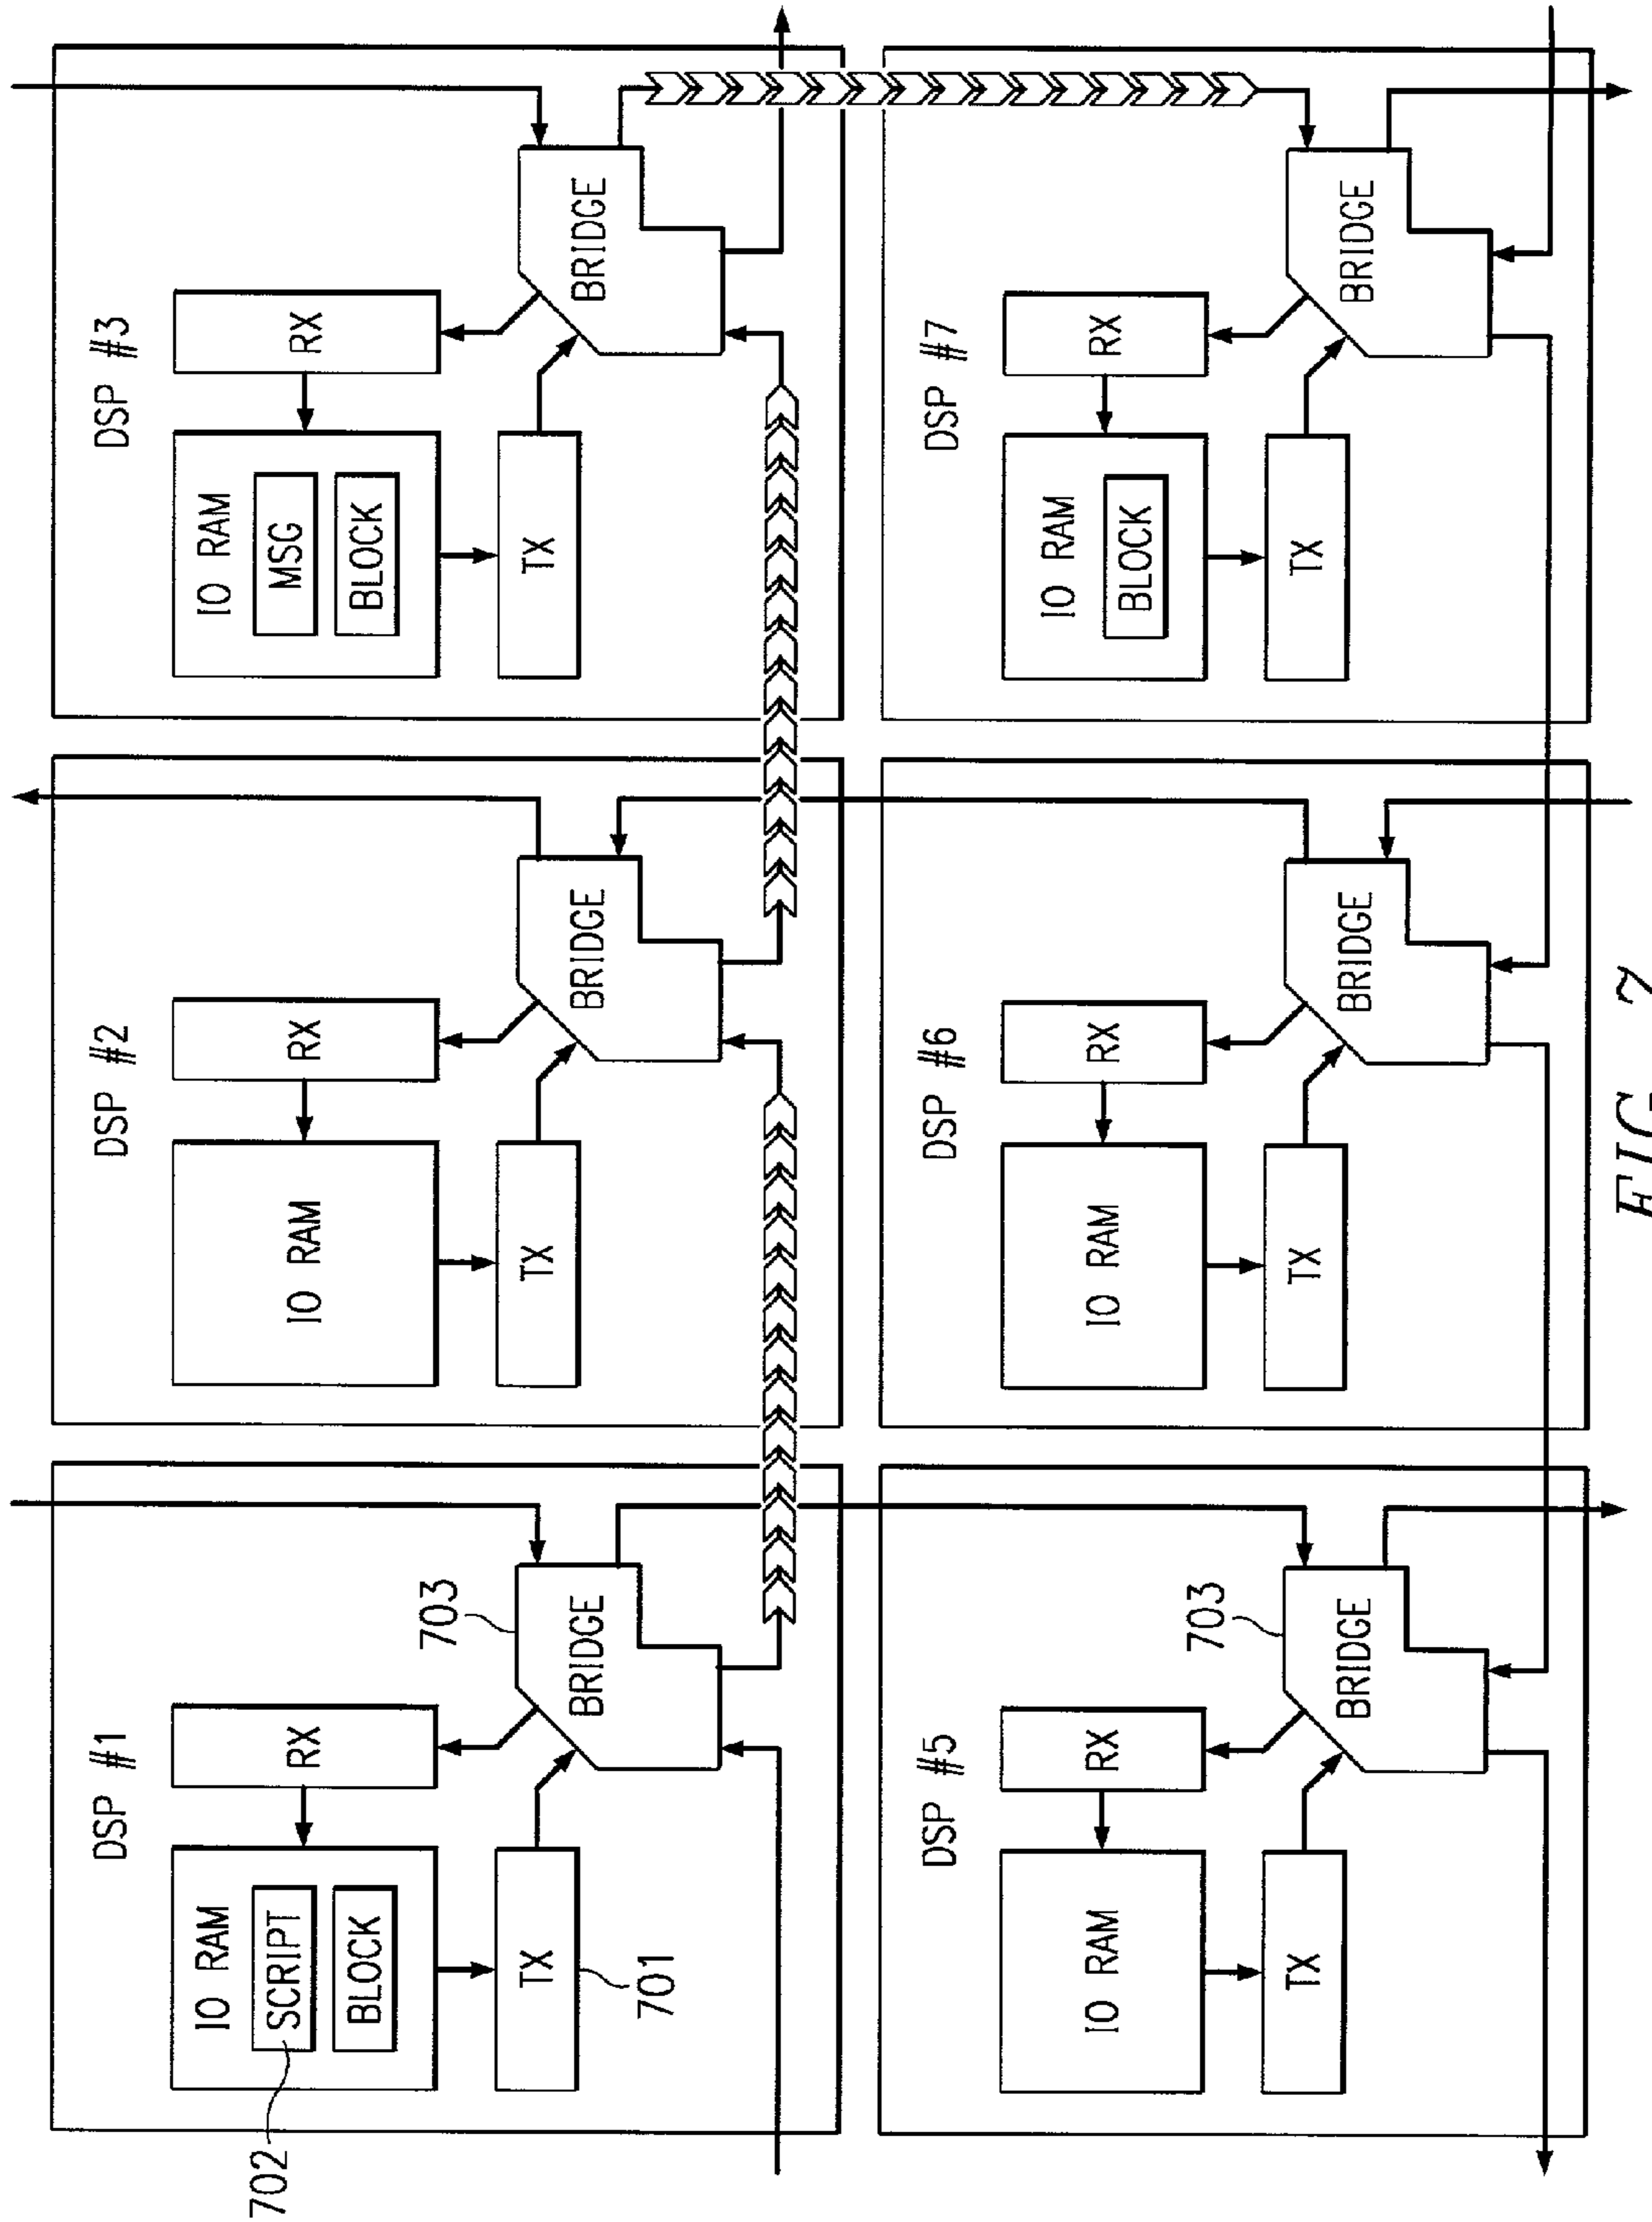 DSP #1
702
IO RAM
SCRIPT
BLOCK
RX
TX
701
703
BRIDGE
DSP #2
IO RAM
RX
TX
BRIDGE
DSP #3
IO RAM
MSG
BLOCK
RX
TX
BRIDGE
DSP #5
IO RAM
RX
TX
703
BRIDGE
DSP #6
IO RAM
RX
TX
BRIDGE
DSP #7
IO RAM
BLOCK
RX
TX
BRIDGE
FIG. 7